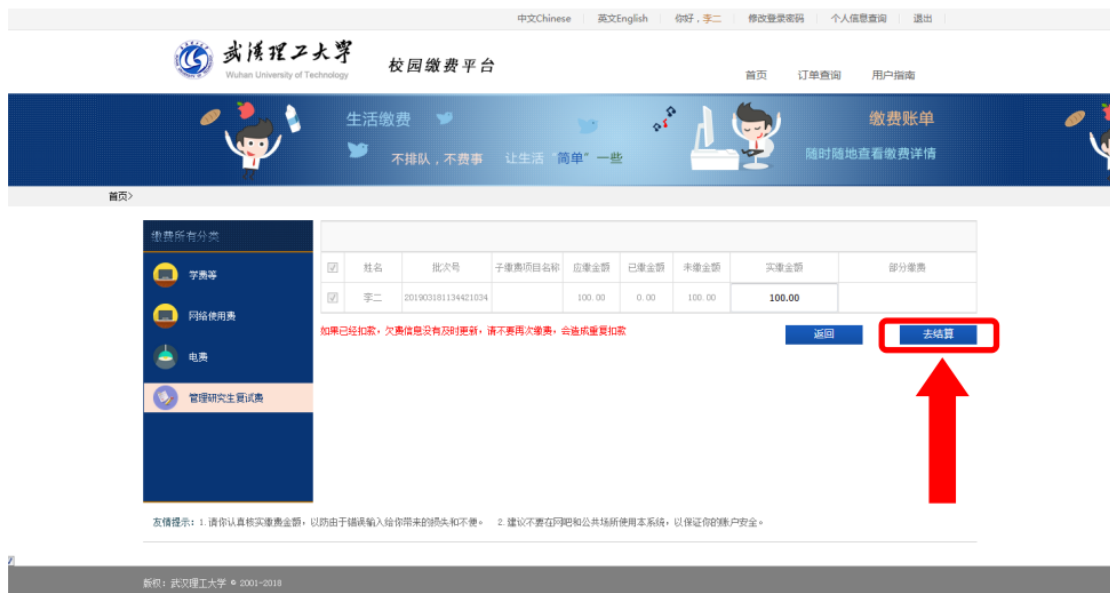 中文Chinese 英文English 你好，李二 修改登录密码 个人信息查询 退出
武汉理工大学
Wuhan University of Technology
校园缴费平台
首页 订单查询 用户指南
生活缴费
不排队，不费事 让生活“简单”一些
缴费账单
随时随地查看缴费详情
首页>
缴费所有分类
学费等
网络使用费
电费
管理研究生复试费
姓名 批次号 子缴费项目名称 应缴金额 已缴金额 未缴金额 实缴金额 部分缴费
李二 201903181134421034 100.00 0.00 100.00 100.00
如果已经扣款，欠费信息没有及时更新，请不要再次缴费，会造成重复扣款
返回 去结算
友情提示：1.请你认真核实缴费金额，以防由于错误输入给你带来的损失和不便。 2.建议不要在网吧和公共场所使用本系统，以保证你的账户安全。
版权：武汉理工大学 © 2001-2018